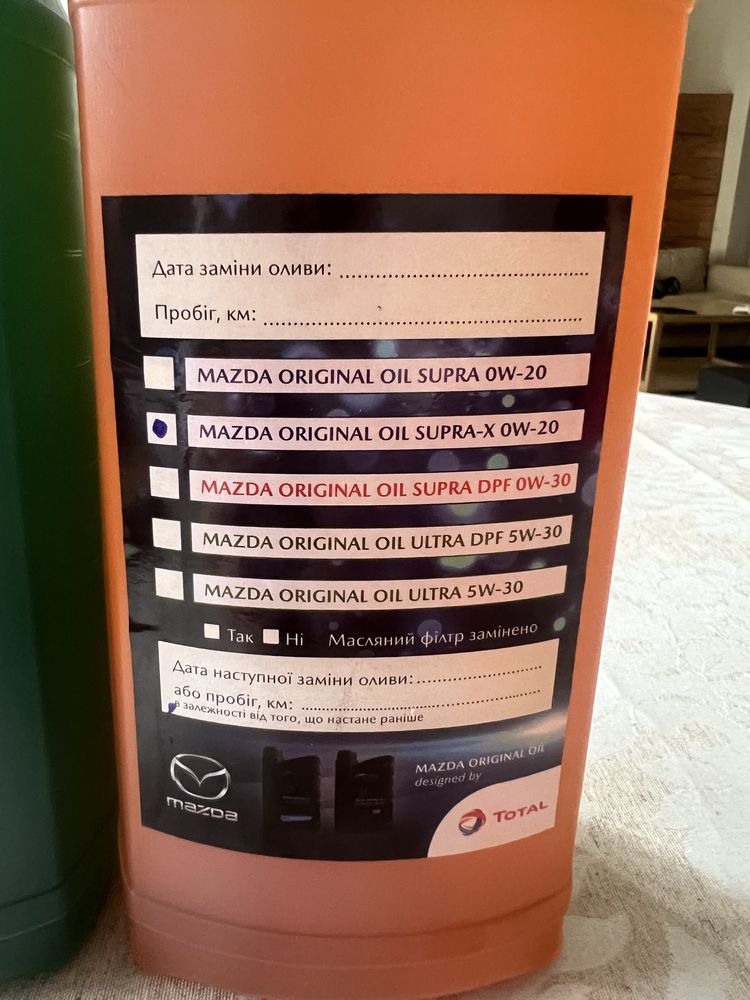 Дата заміни оливи: ........................................
Пробіг, км: ........................................................
MAZDA ORIGINAL OIL SUPRA 0W-20
MAZDA ORIGINAL OIL SUPRA-X 0W-20
MAZDA ORIGINAL OIL SUPRA DPF 0W-30
MAZDA ORIGINAL OIL ULTRA DPF 5W-30
MAZDA ORIGINAL OIL ULTRA 5W-30
Так Ні Масляний філтр замінено
Дата наступної заміни оливи: ........................
або пробіг, км: ..............................................
в залежності від того, що настане раніше
mazda
MAZDA ORIGINAL OIL
designed by
TOTAL